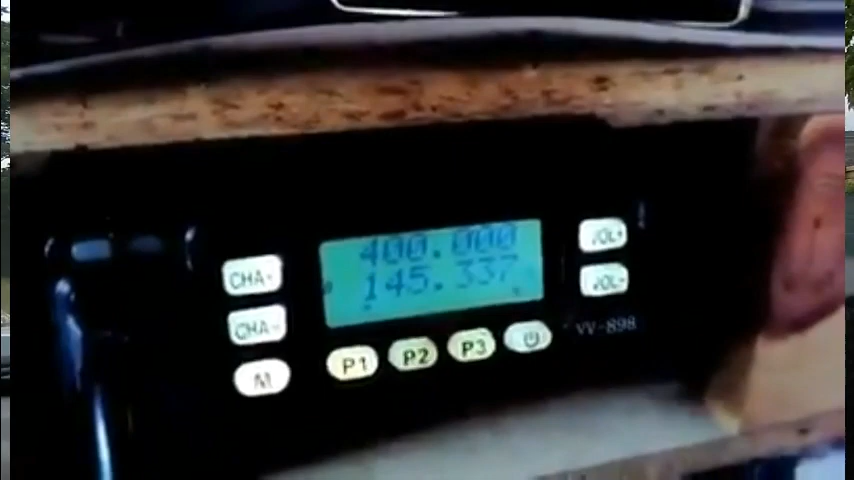 400.000
145.337
CHA+
CHA-
M
P1 P2 P3
VOL+
VOL-
VV-898